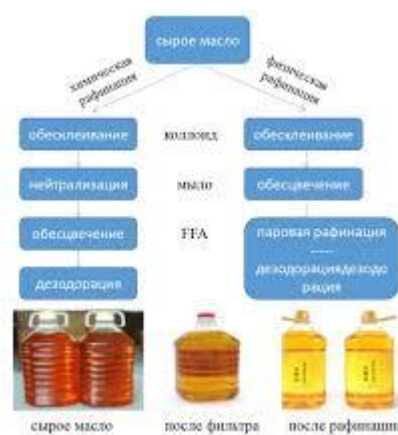 сырое масло
химическая
рафинация
физическая
рафинация
обесклеивание
коллоид
обесклеивание
нейтрализация
мыло
обесцвечение
обесцвечение
FFA
паровая рафинация
-----
дезодорациядезодо
рация
дезодорация
сырое масло
после фильтра
после рафинации